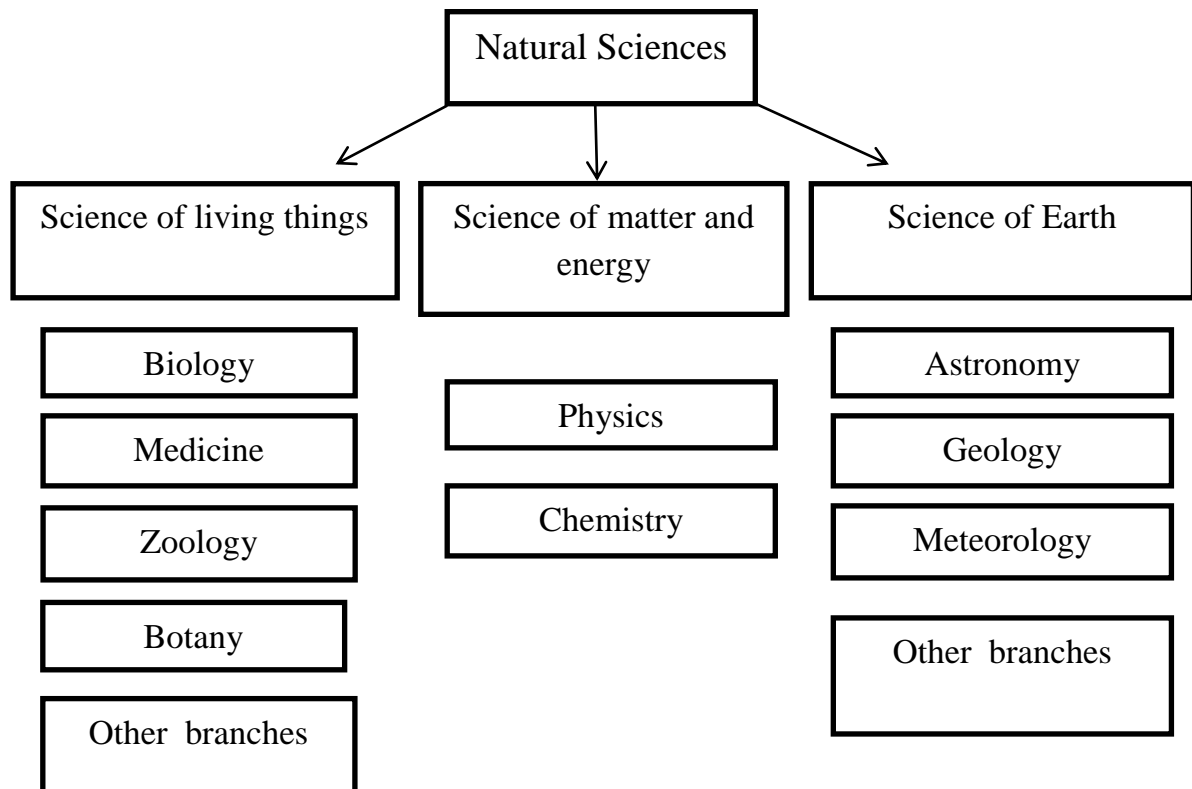 Natural Sciences
Science of living things
Science of matter and
energy
Science of Earth
Biology
Medicine
Zoology
Botany
Other branches
Physics
Chemistry
Astronomy
Geology
Meteorology
Other branches